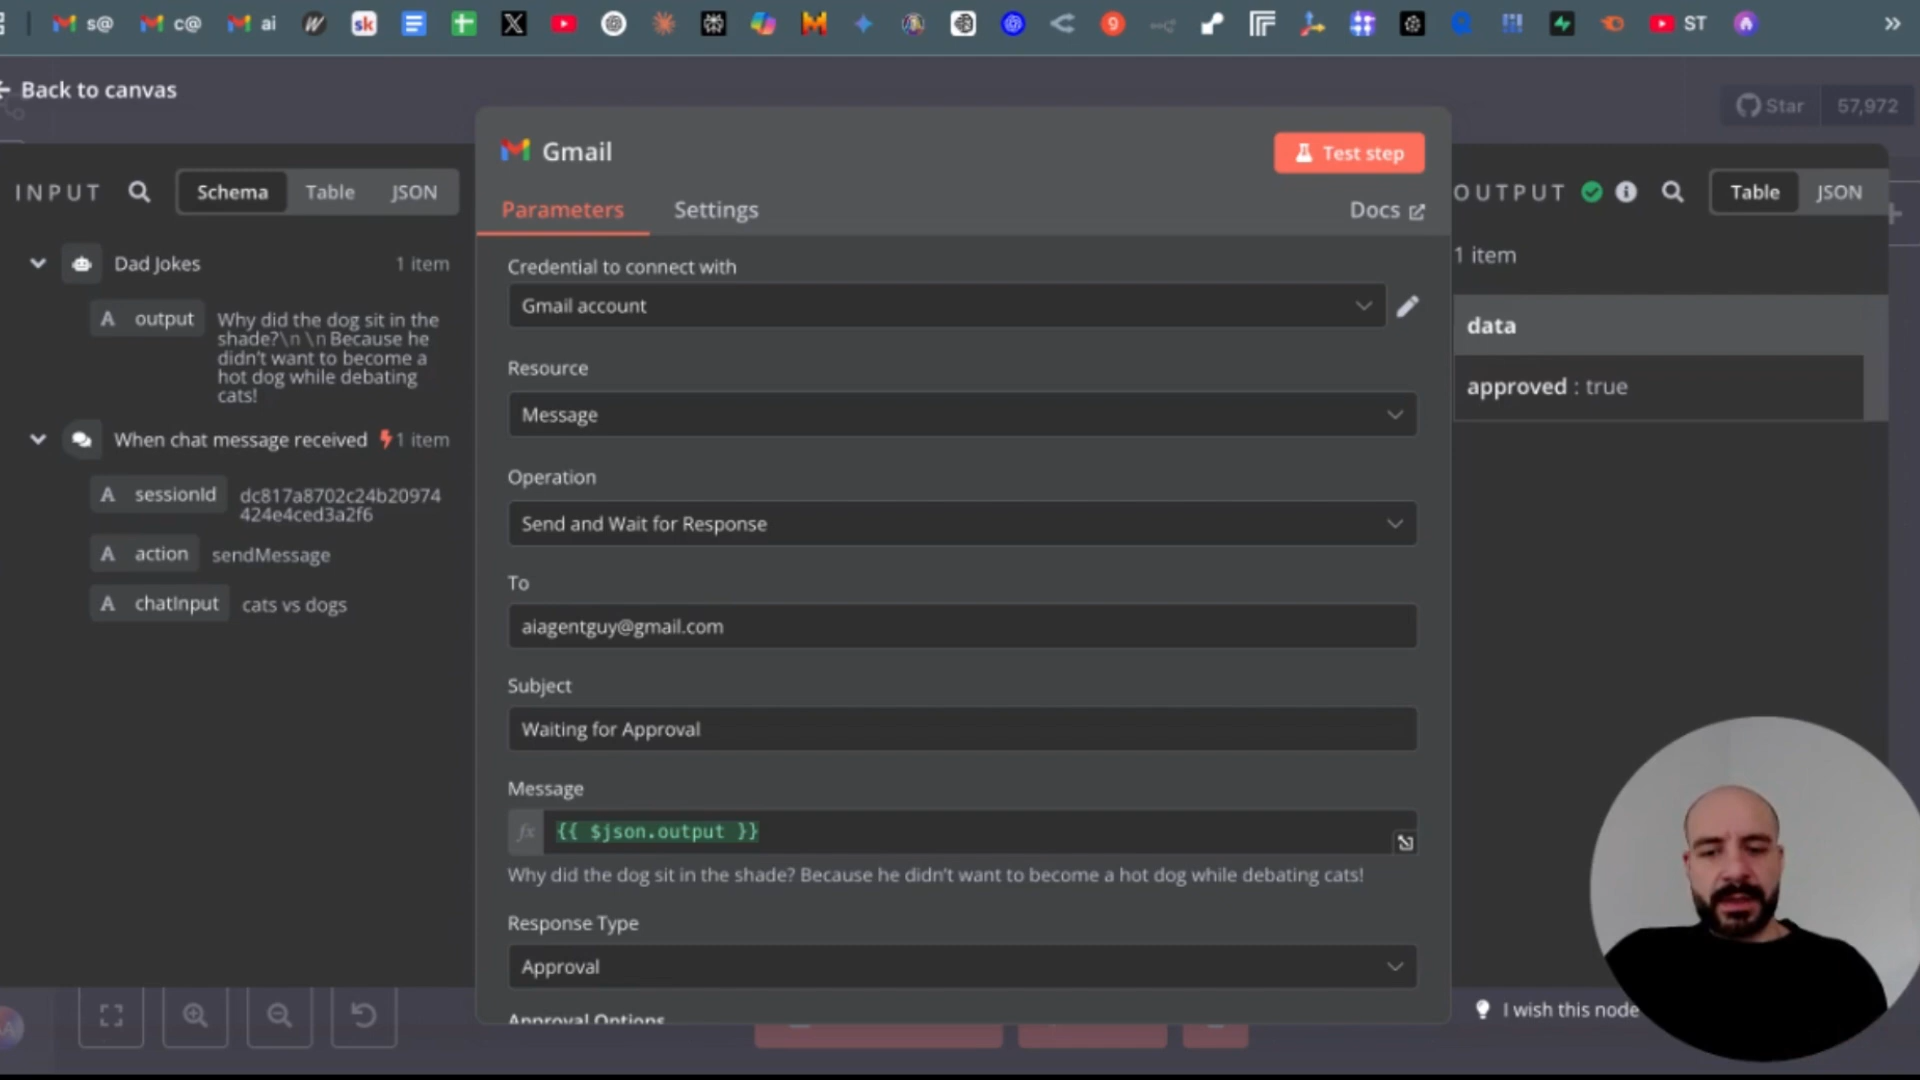 s@
c@
ai
sk
9
ST
Back to canvas
Star
57,972
INPUT
Schema
Table
JSON
Dad Jokes
1 item
A output
Why did the dog sit in the
shade?\n \n Because he
didn't want to become a
hot dog while debating
cats!
When chat message received
1 item
A sessionId
dc817a8702c24b20974
424e4ced3a2f6
A action
sendMessage
A chatInput
cats vs dogs
Gmail
Test step
Parameters
Settings
Docs
Credential to connect with
Gmail account
Resource
Message
Operation
Send and Wait for Response
To
aiagentguy@gmail.com
Subject
Waiting for Approval
Message
fx
{{ $json.output }}
Why did the dog sit in the shade? Because he didn't want to become a hot dog while debating cats!
Response Type
Approval
Approval Options
OUTPUT
Table
JSON
1 item
data
approved : true
I wish this node